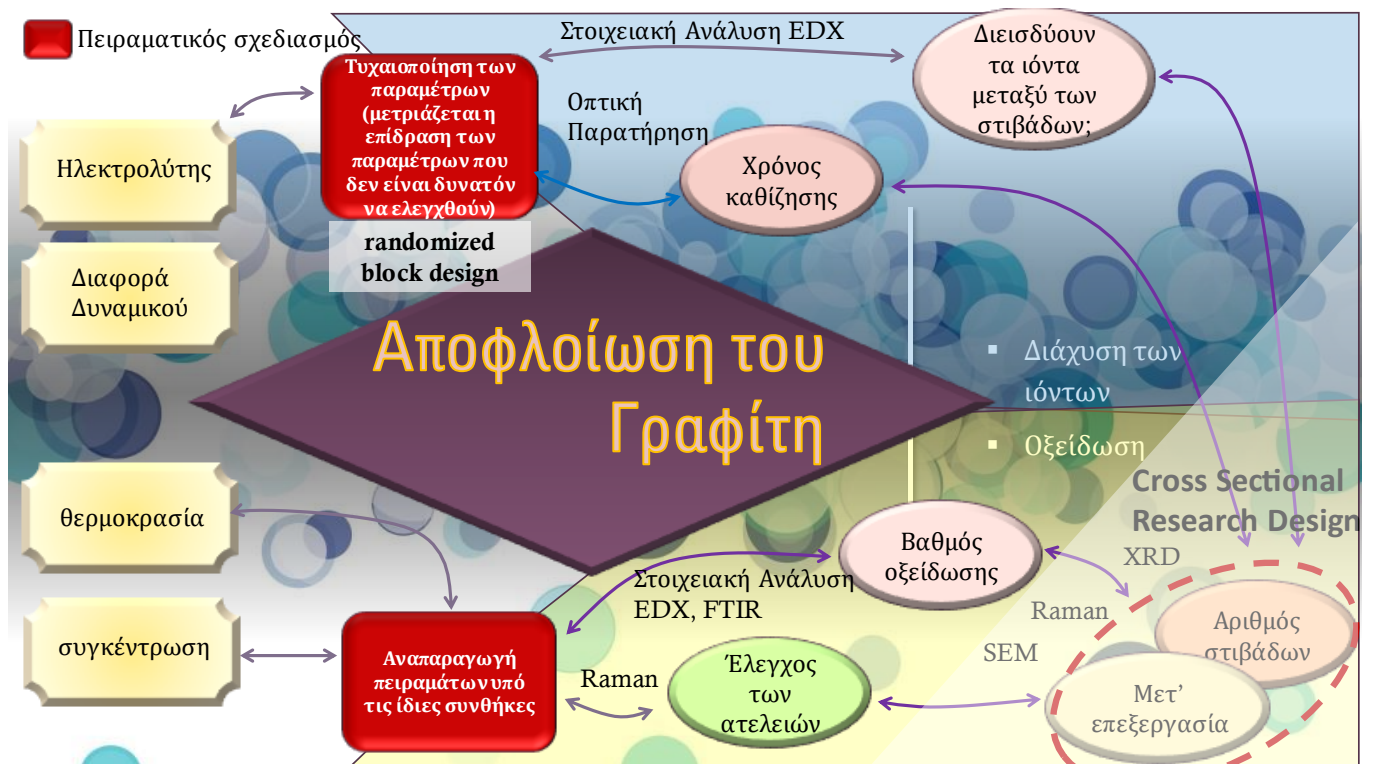 Πειραματικός σχεδιασμός
Στοιχειακή Ανάλυση EDX
Διεισδύουν
τα ιόντα
μεταξύ των
στιβάδων;
Τυχαιοποίηση των
παραμέτρων
(μετριάζεται η
επίδραση των
παραμέτρων που
δεν είναι δυνατόν
να ελεγχθούν)
Οπτική
Παρατήρηση
Ηλεκτρολύτης
Χρόνος
καθίζησης
randomized
block design
Διαφορά
Δυναμικού
Αποφλοίωση του
Γραφίτη
▪ Διάχυση των
ιόντων
▪ Οξείδωση
Cross Sectional
Research Design
θερμοκρασία
Βαθμός
οξείδωσης
XRD
Στοιχειακή Ανάλυση
EDX, FTIR
Raman
Αριθμός
στιβάδων
συγκέντρωση
SEM
Αναπαραγωγή
πειραμάτων υπό
τις ίδιες συνθήκες
Raman
Έλεγχος
των
ατελειών
Μετ’
επεξεργασία